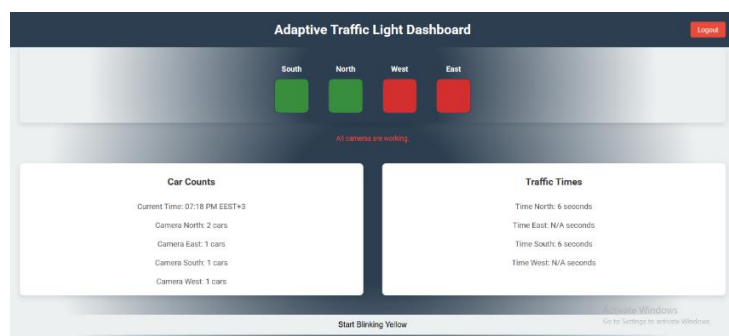 Adaptive Traffic Light Dashboard
Logout
South North West East
All cameras are working.
Car Counts
Current Time: 07:18 PM EEST+3
Camera North: 2 cars
Camera East: 1 cars
Camera South: 1 cars
Camera West: 1 cars
Traffic Times
Time North: 6 seconds
Time East: N/A seconds
Time South: 6 seconds
Time West: N/A seconds
Activate Windows
Go to Settings to activate Windows.
Start Blinking Yellow